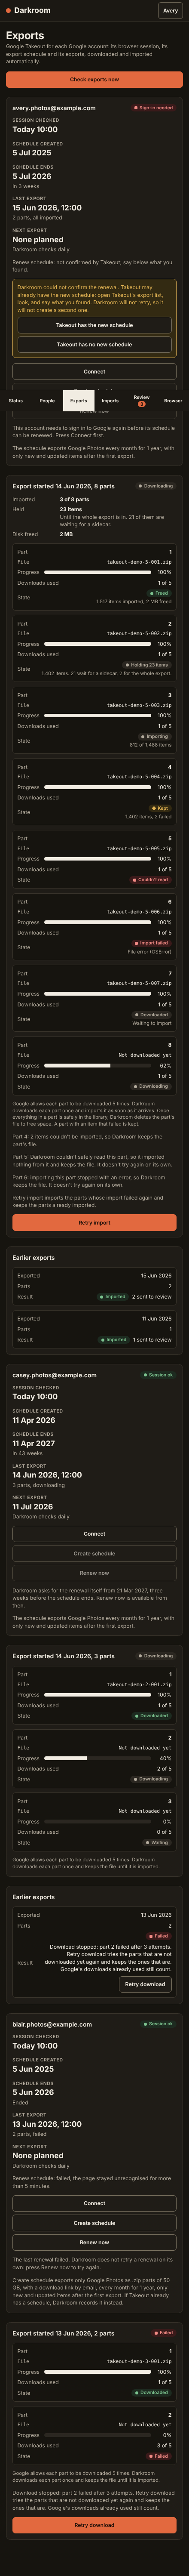 Darkroom
Avery
Exports
Google Takeout for each Google account: its browser session, its
export schedule and its exports, downloaded and imported
automatically.
Check exports now
avery.photos@example.com
Sign-in needed
SESSION CHECKED
Today 10:00
SCHEDULE CREATED
5 Jul 2025
SCHEDULE ENDS
5 Jul 2026
In 3 weeks
LAST EXPORT
15 Jun 2026, 12:00
2 parts, all imported
NEXT EXPORT
None planned
Darkroom checks daily
Renew schedule: not confirmed by Takeout; say below what you
found.
Darkroom could not confirm the renewal. Takeout may
already have the new schedule: open Takeout's export list,
look, and say what you found. Darkroom will not retry, so it
will not create a second one.
Takeout has the new schedule
Takeout has no new schedule
Connect
Status
People
Exports
Imports
Review
3
Browser
This account needs to sign in to Google again before its schedule
can be renewed. Press Connect first.
The schedule exports Google Photos every month for 1 year, with
only new and updated items after the first export.
Export started 14 Jun 2026, 8 parts
Downloading
Imported
3 of 8 parts
Held
23 items
Until the whole export is in. 21 of them are
waiting for a sidecar.
Disk freed
2 MB
Part
1
File
takeout-demo-5-001.zip
Progress
100%
Downloads used
1 of 5
State
Freed
1,517 items imported, 2 MB freed
Part
2
File
takeout-demo-5-002.zip
Progress
100%
Downloads used
1 of 5
State
Holding 23 items
1,402 items. 21 wait for a sidecar, 2 for the whole export.
Part
3
File
takeout-demo-5-003.zip
Progress
100%
Downloads used
1 of 5
State
Importing
812 of 1,488 items
Part
4
File
takeout-demo-5-004.zip
Progress
100%
Downloads used
1 of 5
State
Kept
1,402 items, 2 failed
Part
5
File
takeout-demo-5-005.zip
Progress
100%
Downloads used
1 of 5
State
Couldn't read
Part
6
File
takeout-demo-5-006.zip
Progress
100%
Downloads used
1 of 5
State
Import failed
File error (OSError)
Part
7
File
takeout-demo-5-007.zip
Progress
100%
Downloads used
1 of 5
State
Downloaded
Waiting to import
Part
8
File
Not downloaded yet
Progress
62%
Downloads used
1 of 5
State
Downloading
Google allows each part to be downloaded 5 times. Darkroom
downloads each part once and imports it as soon as it arrives. Once
everything in a part is safely in the library, Darkroom deletes the part's
file to free space. A part with an item that failed is kept.
Part 4: 2 items couldn't be imported, so Darkroom keeps the
part's file.
Part 5: Darkroom couldn't safely read this part, so it imported
nothing from it and keeps the file. It doesn't try again on its own.
Part 6: importing this part stopped with an error, so Darkroom
keeps the file. It doesn't try again on its own.
Retry import imports the parts whose import failed again and
keeps the parts already imported.
Retry import
Earlier exports
Exported
15 Jun 2026
Parts
2
Result
Imported
2 sent to review
Exported
11 Jun 2026
Parts
1
Result
Imported
1 sent to review
casey.photos@example.com
Session ok
SESSION CHECKED
Today 10:00
SCHEDULE CREATED
11 Apr 2026
SCHEDULE ENDS
11 Apr 2027
In 43 weeks
LAST EXPORT
14 Jun 2026, 12:00
3 parts, downloading
NEXT EXPORT
11 Jul 2026
Darkroom checks daily
Connect
Create schedule
Renew now
Darkroom asks for the renewal itself from 21 Mar 2027, three
weeks before the schedule ends. Renew now is available from
then.
The schedule exports Google Photos every month for 1 year, with
only new and updated items after the first export.
Export started 14 Jun 2026, 3 parts
Downloading
Part
1
File
takeout-demo-2-001.zip
Progress
100%
Downloads used
1 of 5
State
Downloaded
Part
2
File
Not downloaded yet
Progress
40%
Downloads used
2 of 5
State
Downloading
Part
3
File
Not downloaded yet
Progress
0%
Downloads used
0 of 5
State
Waiting
Google allows each part to be downloaded 5 times. Darkroom
downloads each part once and keeps the file until it is imported.
Earlier exports
Exported
13 Jun 2026
Parts
2
Result
Failed
Download stopped: part 2 failed after 3 attempts.
Retry download tries the parts that are not
downloaded yet again and keeps the ones that are.
Google's downloads already used still count.
Retry download
blair.photos@example.com
Session ok
SESSION CHECKED
Today 10:00
SCHEDULE CREATED
5 Jun 2025
SCHEDULE ENDS
5 Jun 2026
Ended
LAST EXPORT
13 Jun 2026, 12:00
2 parts, failed
NEXT EXPORT
None planned
Darkroom checks daily
Renew schedule: failed, the page stayed unrecognised for more
than 5 minutes.
Connect
Create schedule
Renew now
The last renewal failed. Darkroom does not retry a renewal on its
own: press Renew now to try again.
Create schedule exports only Google Photos as .zip parts of 50
GB, with a download link by email, every month for 1 year, only
new and updated items after the first export. If Takeout already
has a schedule, Darkroom records it instead.
Export started 13 Jun 2026, 2 parts
Failed
Part
1
File
takeout-demo-3-001.zip
Progress
100%
Downloads used
1 of 5
State
Downloaded
Part
2
File
Not downloaded yet
Progress
0%
Downloads used
3 of 5
State
Failed
Google allows each part to be downloaded 5 times. Darkroom
downloads each part once and keeps the file until it is imported.
Download stopped: part 2 failed after 3 attempts. Retry download
tries the parts that are not downloaded yet again and keeps the
ones that are. Google's downloads already used still count.
Retry download